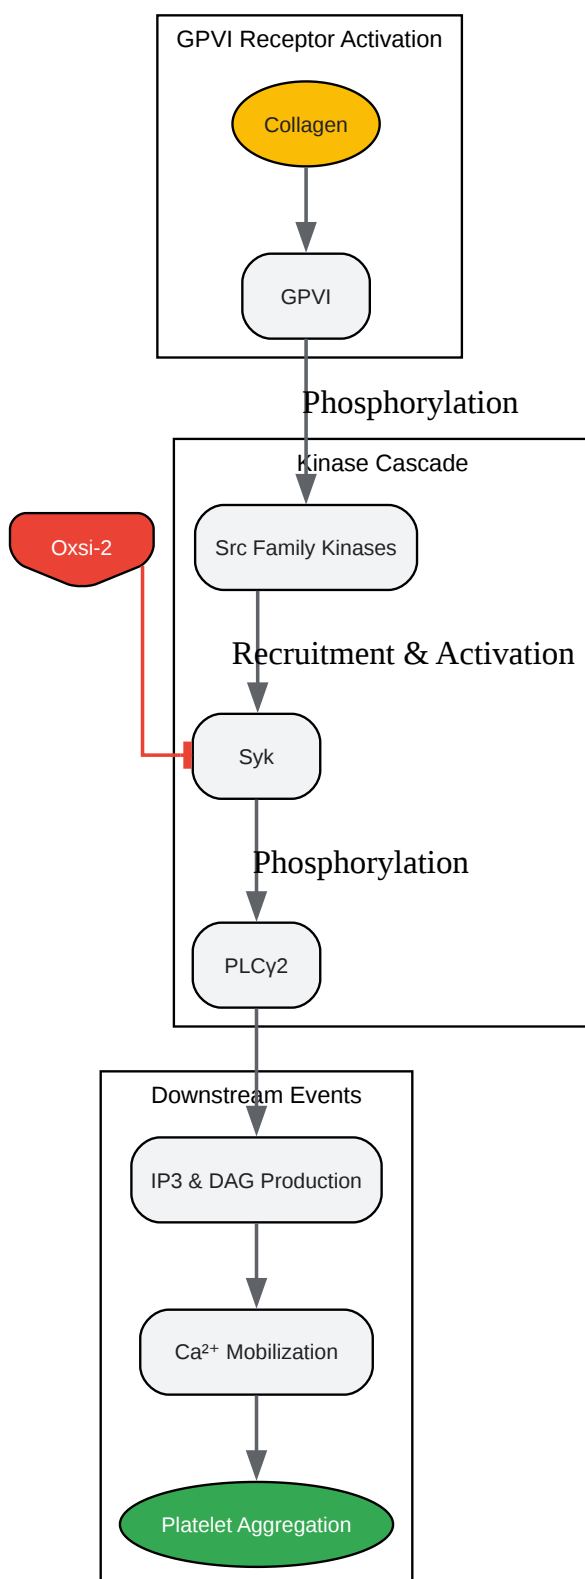 GPVI Receptor Activation
Collagen
GPVI
Phosphorylation
Kinase Cascade
Src Family Kinases
Oxsi-2
Recruitment & Activation
Syk
Phosphorylation
PLCγ2
Downstream Events
IP3 & DAG Production
Ca²⁺ Mobilization
Platelet Aggregation